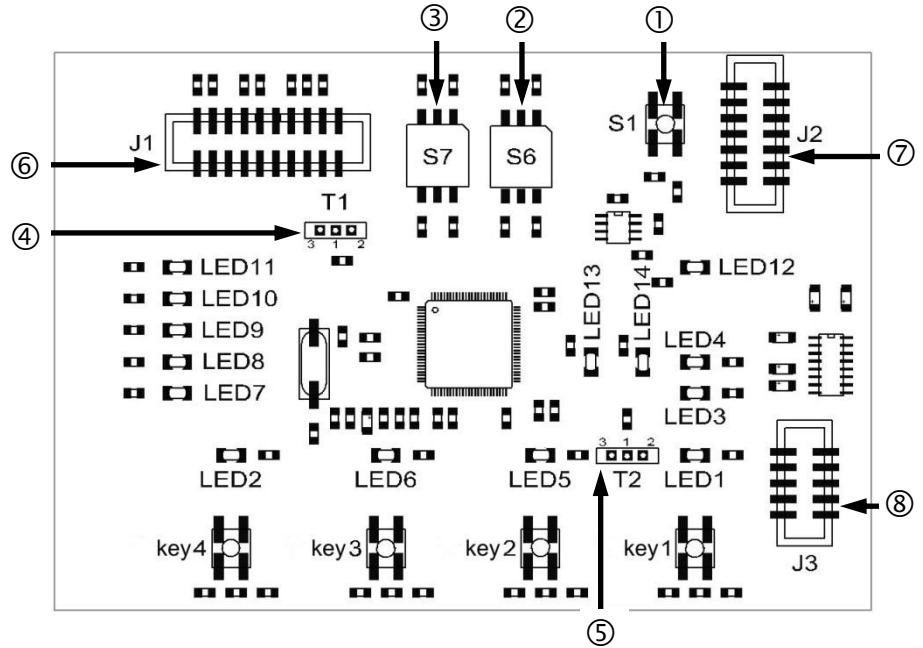 ③ ② ①
J1 S7 S6 S1 J2
⑥ ⑦
T1
④
3 1 2
LED11 LED13 LED14 LED12
LED10
LED9 LED4
LED8
LED7 LED3
3 1 2
LED2 LED6 LED5 T2 LED1
⑧
key4 key3 key2 key1
J3
⑤